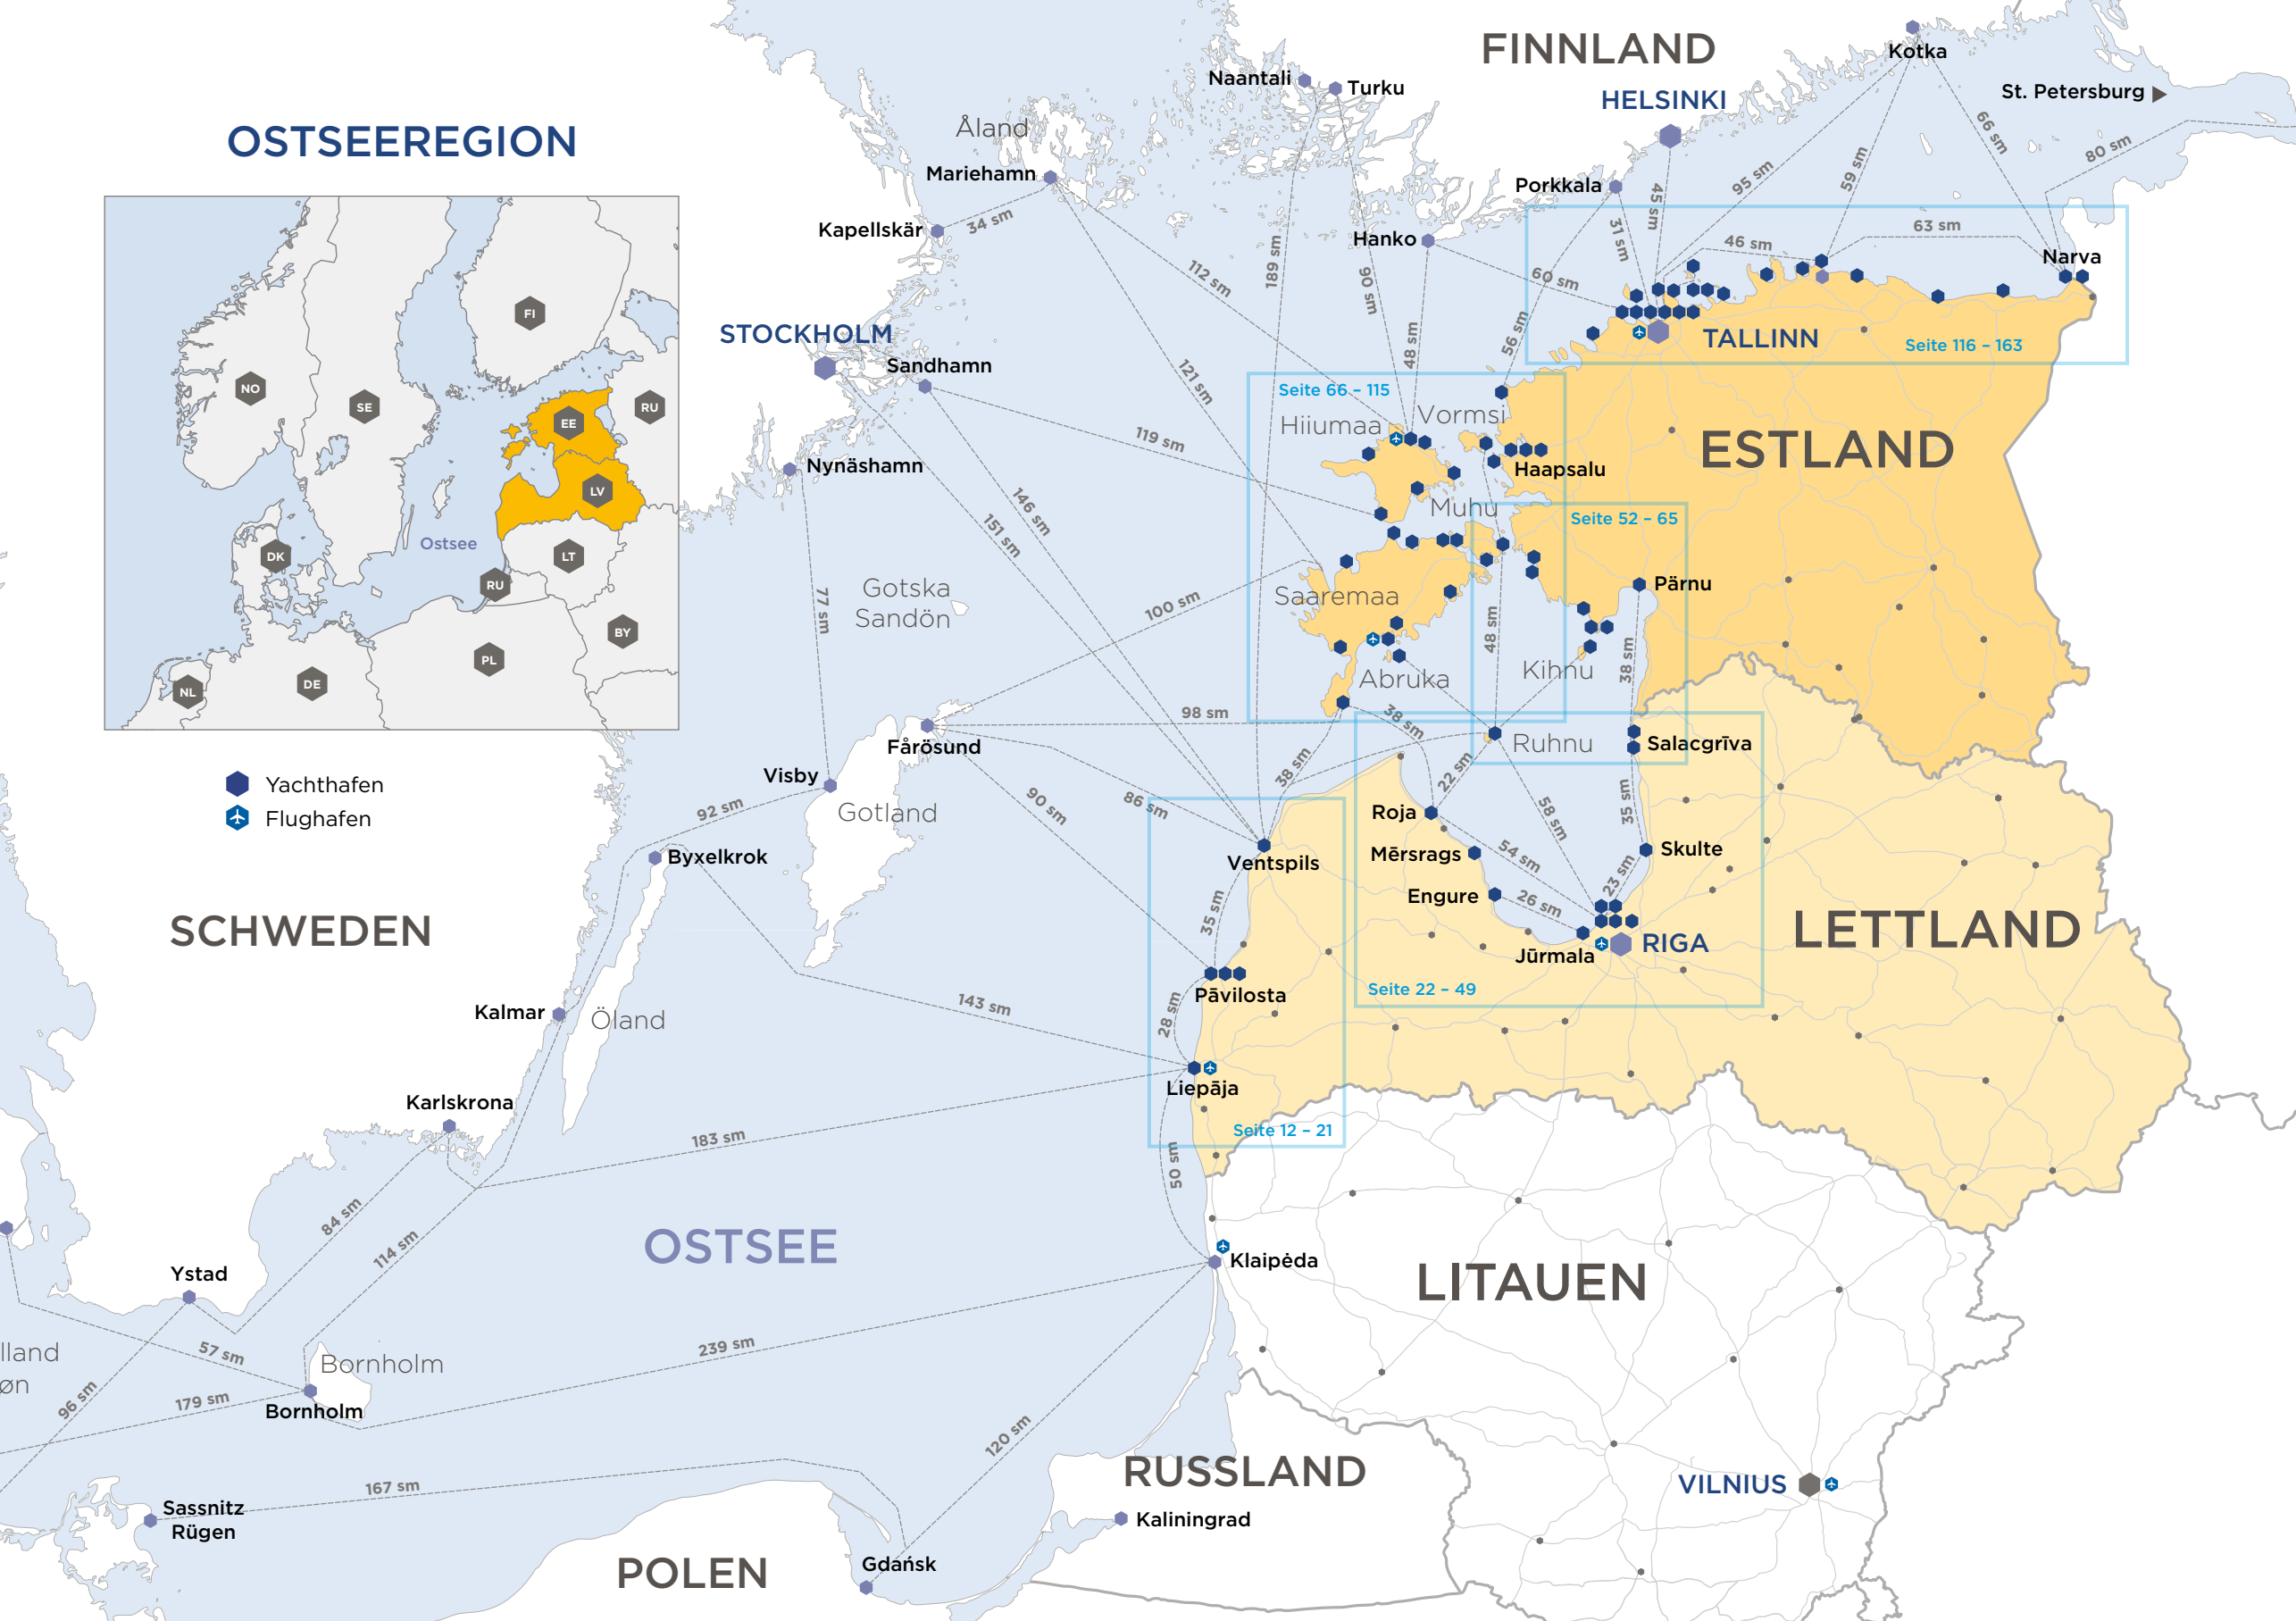 FINNLAND
Kotka
Naantali
Turku
St. Petersburg
HELSINKI
OSTSEEREGION
Åland
66 sm
80 sm
Mariehamn
Porkkala
95 sm
59 sm
45 sm
34 sm
Kapellskär
Hanko
31 sm
46 sm
63 sm
Narva
189 sm
112 sm
90 sm
60 sm
FI
STOCKHOLM
TALLINN
Seite 116 – 163
56 sm
48 sm
Sandhamn
NO
SE
RU
EE
121 sm
Seite 66 – 115
Vormsi
Hiiumaa
119 sm
ESTLAND
Nynäshamn
Haapsalu
LV
Muhu
146 sm
151 sm
Seite 52 – 65
Ostsee
DK
LT
RU
Gotska
Sandön
77 sm
100 sm
Saaremaa
Pärnu
BY
48 sm
PL
38 sm
Kihnu
Abruka
DE
NL
98 sm
38 sm
Fårösund
Ruhnu
Salacgrīva
Visby
38 sm
22 sm
Yachthafen
Flughafen
92 sm
Gotland
90 sm
86 sm
Roja
58 sm
35 sm
Byxelkrok
Ventspils
Mērsrags
54 sm
Skulte
23 sm
Engure
26 sm
35 sm
SCHWEDEN
LETTLAND
RIGA
Jūrmala
Pāvilosta
Seite 22 – 49
143 sm
28 sm
Kalmar
Öland
Liepāja
Karlskrona
Seite 12 – 21
183 sm
50 sm
84 sm
114 sm
OSTSEE
Klaipėda
Ystad
LITAUEN
57 sm
239 sm
lland
øn
Bornholm
96 sm
179 sm
Bornholm
120 sm
RUSSLAND
VILNIUS
167 sm
Sassnitz
Rügen
Kaliningrad
Gdańsk
POLEN